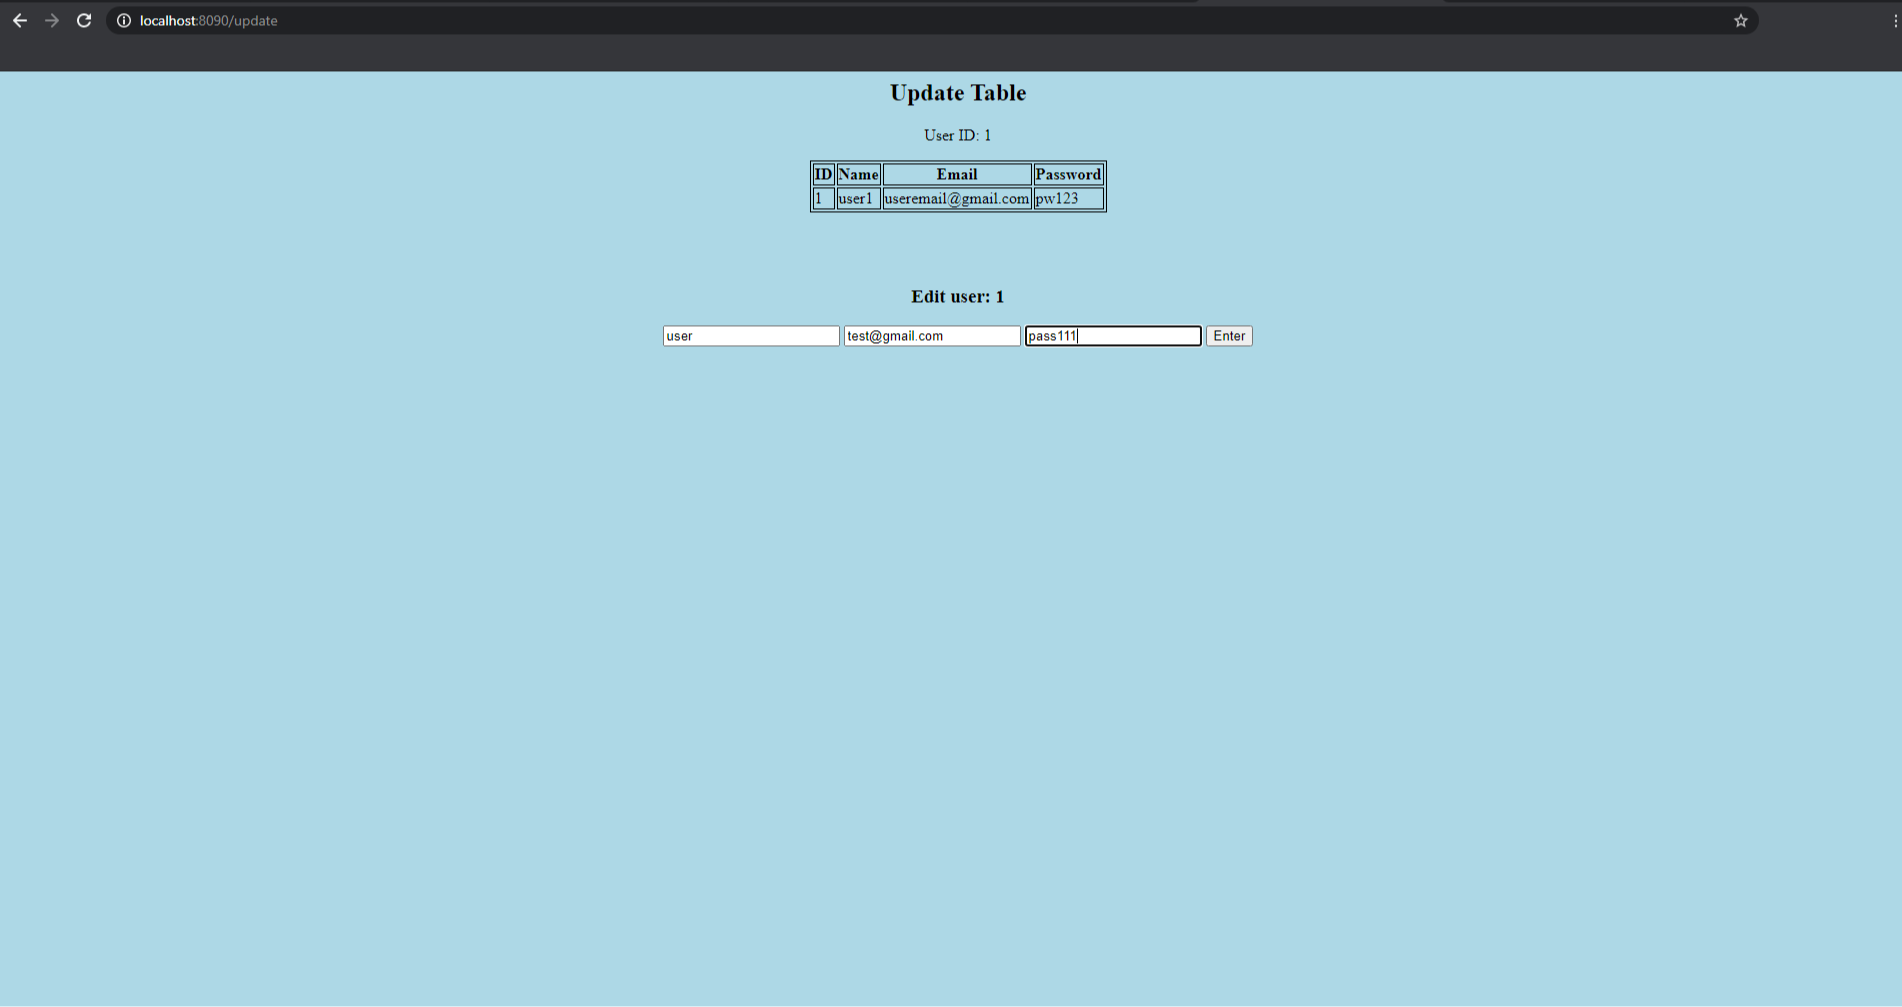 localhost:8090/update
Update Table
User ID: 1
ID Name Email Password
1 user1 useremail@gmail.com pw123
Edit user: 1
user test@gmail.com pass111 Enter